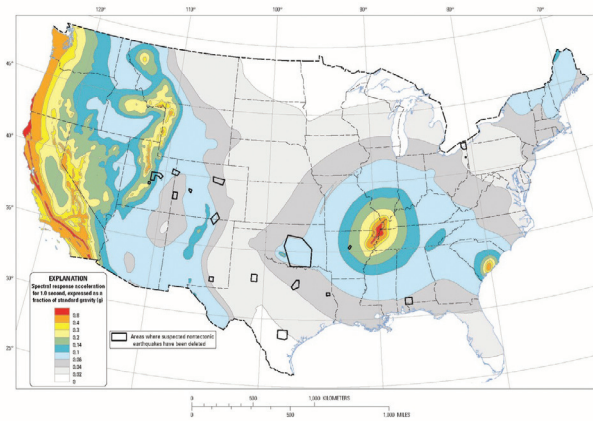 120°
110°
100°
90°
80°
70°
45°
40°
35°
30°
25°
EXPLANATION
Spectral response acceleration
for 1.0 second, expressed as a
fraction of standard gravity (g)
0.4
0.3
0.2
0.14
0.1
0.06
0.04
0.02
0
Areas where suspected nontectonic
earthquakes have been deleted
0 500 1,000 KILOMETERS
0 500 1,000 MILES